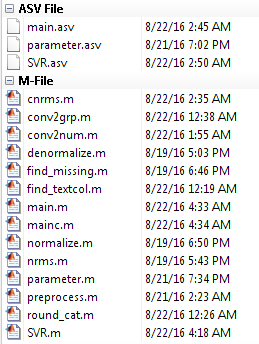 ASV File
main.asv 8/22/16 2:45 AM
parameter.asv 8/21/16 7:02 PM
SVR.asv 8/22/16 2:50 AM
M-File
cnrms.m 8/22/16 2:35 AM
conv2grp.m 8/22/16 12:38 AM
conv2num.m 8/22/16 1:55 AM
denormalize.m 8/19/16 5:03 PM
find_missing.m 8/19/16 6:46 PM
find_textcol.m 8/22/16 12:19 AM
main.m 8/22/16 4:33 AM
mainc.m 8/22/16 4:34 AM
normalize.m 8/19/16 6:50 PM
nrms.m 8/19/16 5:43 PM
parameter.m 8/21/16 7:34 PM
preprocess.m 8/21/16 2:23 AM
round_cat.m 8/22/16 12:26 AM
SVR.m 8/22/16 4:18 AM